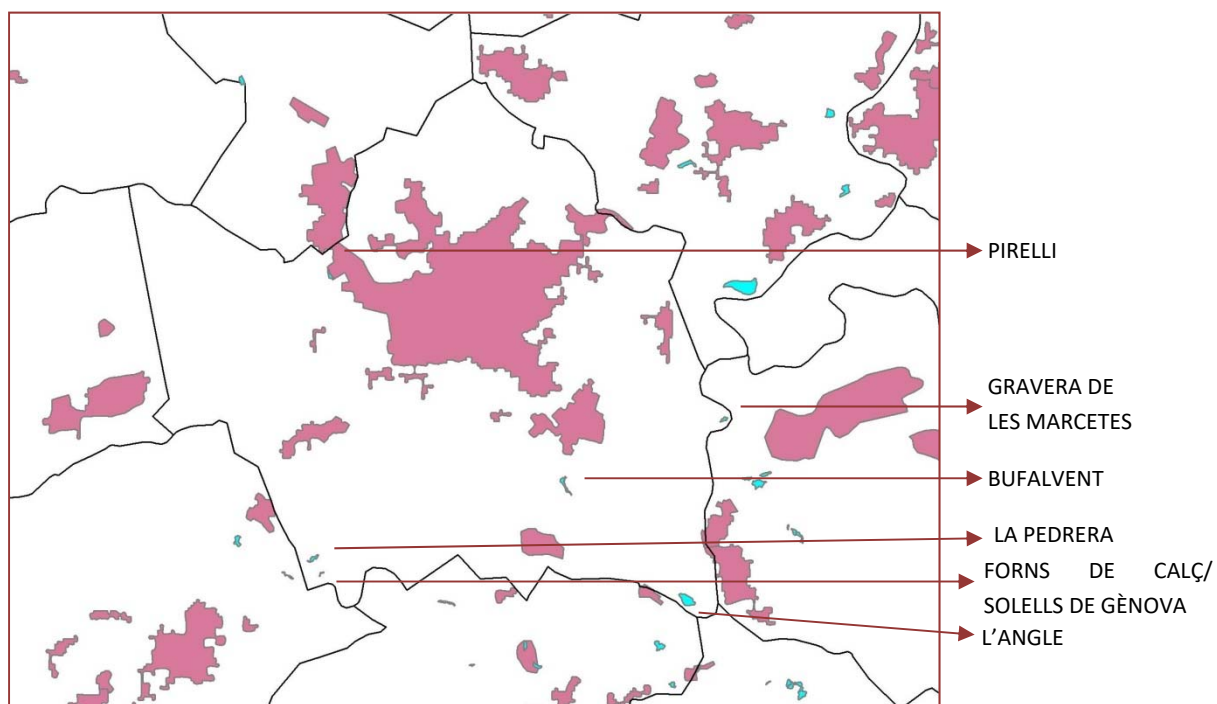 PIRELLI
GRAVERA DE
LES MARCETES
BUFALVENT
LA PEDRERA
FORNS DE CALÇ/
SOLELLS DE GÈNOVA
L’ANGLE